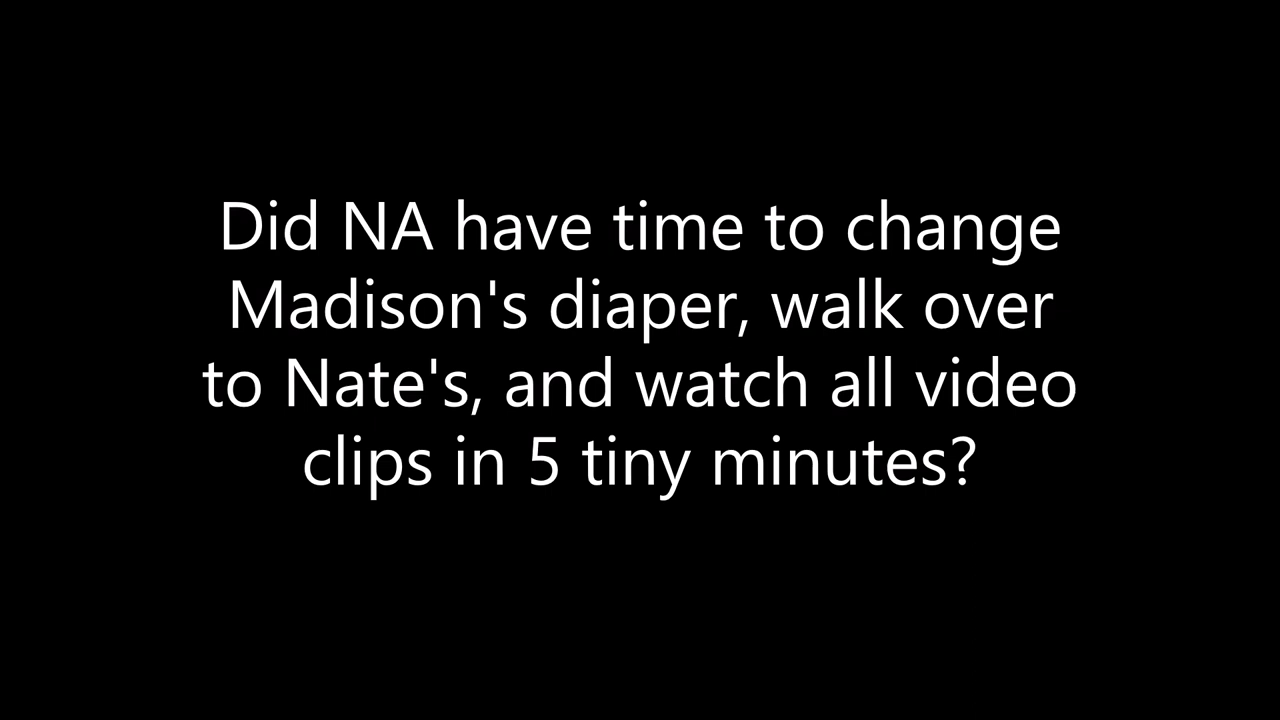 Did NA have time to change
Madison's diaper, walk over
to Nate's, and watch all video
clips in 5 tiny minutes?